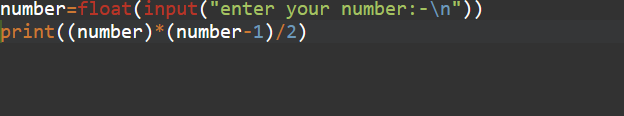 number=float(input("enter your number:-\n"))
print((number)*(number-1)/2)